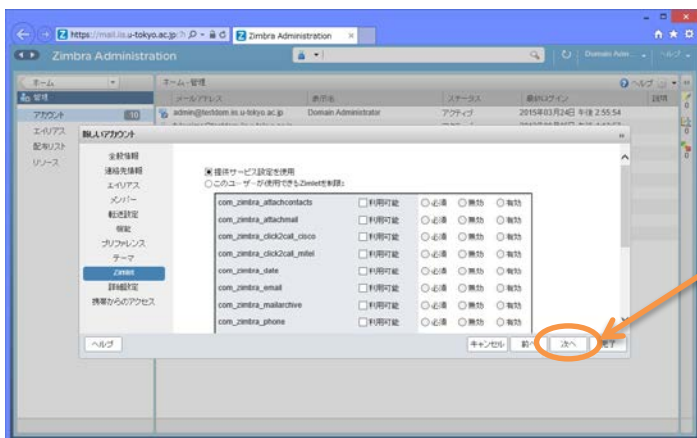 https://mail.iis.u-tokyo.ac.jp
Zimbra Administration
Zimbra Administration
Domain Adm...
ヘルプ
ホーム
ホーム - 管理
ヘルプ
管理
メールアドレス
表示名
ステータス
最終ログイン
説明
アカウント
10
admin@testdom.iis.u-tokyo.ac.jp
Domain Administrator
アクティブ
2015年03月24日 午後 2:55:54
エイリアス
配布リスト
リソース
新しいアカウント
全般情報
連絡先情報
エイリアス
メンバー
転送設定
機能
プリファレンス
テーマ
Zimlet
詳細設定
携帯からのアクセス
提供サービス設定を使用
このユーザーが使用できるZimletを制限:
com_zimbra_attachcontacts
利用可能
必須
無効
有効
com_zimbra_attachmail
利用可能
必須
無効
有効
com_zimbra_click2call_cisco
利用可能
必須
無効
有効
com_zimbra_click2call_mitel
利用可能
必須
無効
有効
com_zimbra_date
利用可能
必須
無効
有効
com_zimbra_email
利用可能
必須
無効
有効
com_zimbra_mailarchive
利用可能
必須
無効
有効
com_zimbra_phone
利用可能
必須
無効
有効
ヘルプ
キャンセル
前へ
次へ
完了